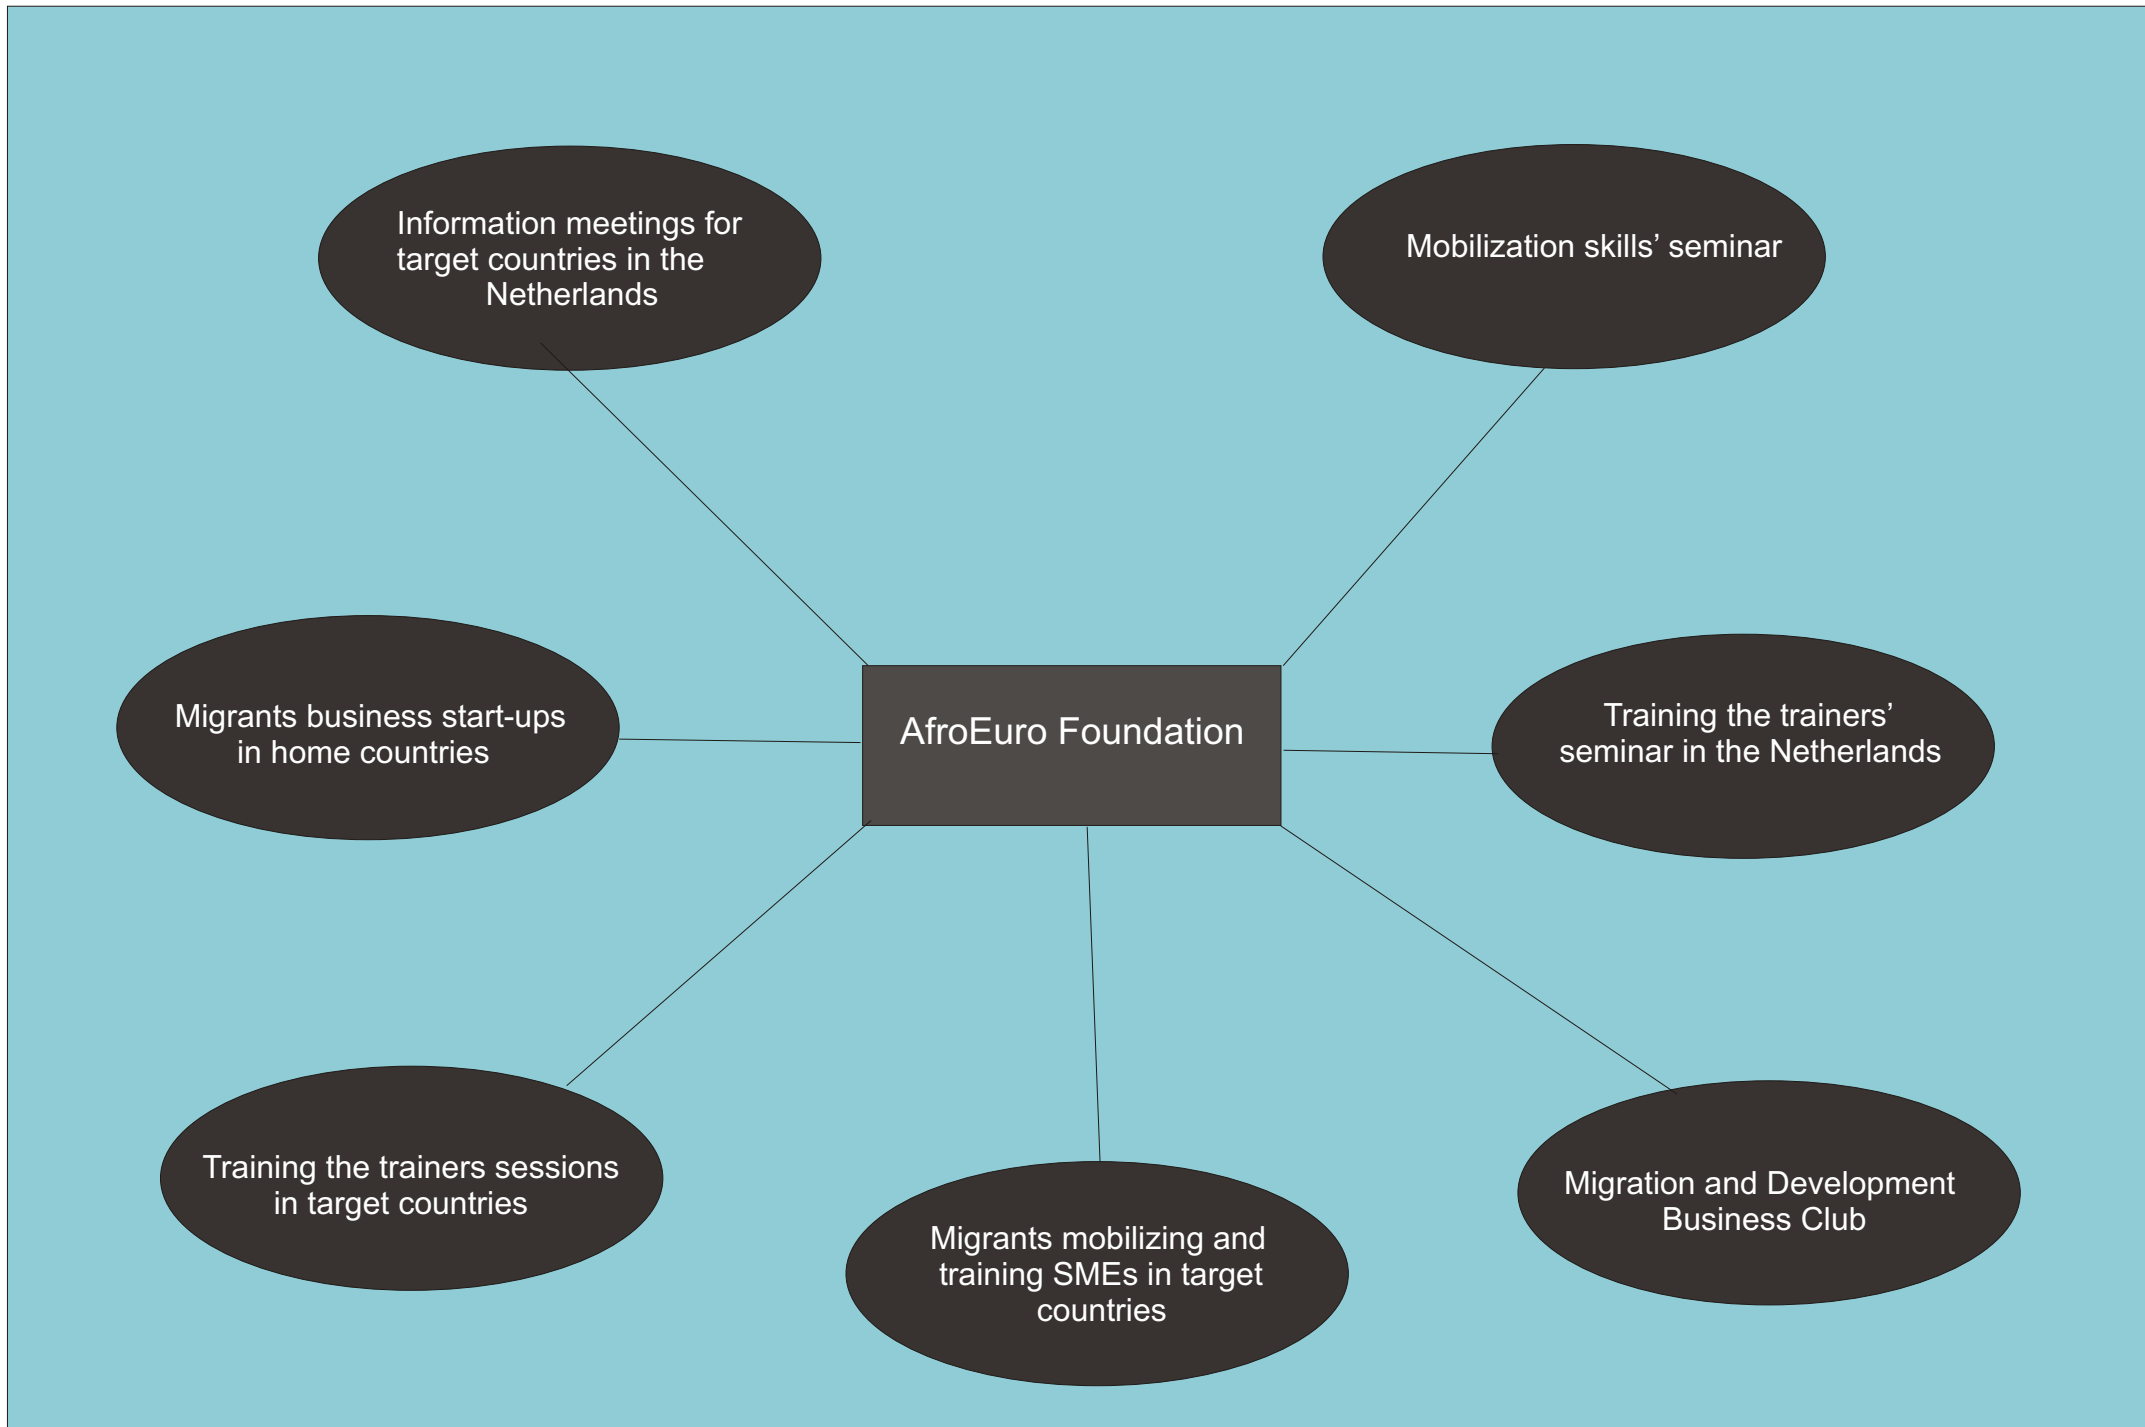 Information meetings for
target countries in the
Netherlands
Mobilization skills’ seminar
Migrants business start-ups
in home countries
AfroEuro Foundation
Training the trainers’
seminar in the Netherlands
Training the trainers sessions
in target countries
Migrants mobilizing and
training SMEs in target
countries
Migration and Development
Business Club